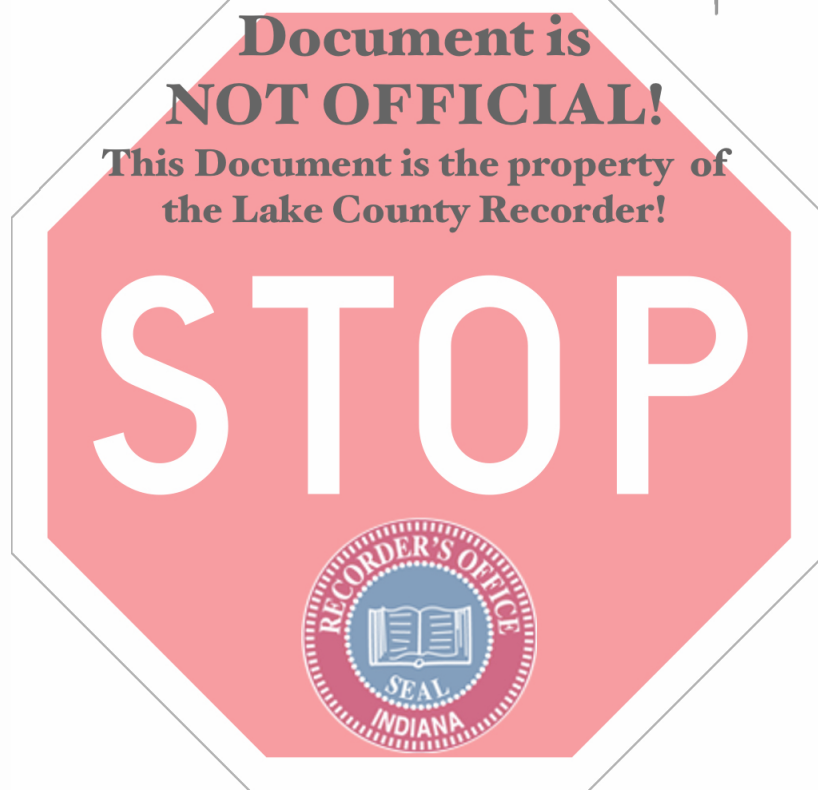 Document is
NOT OFFICIAL!
This Document is the property of
the Lake County Recorder!
STOP
RECORDER'S OFFICE
SEAL
INDIANA